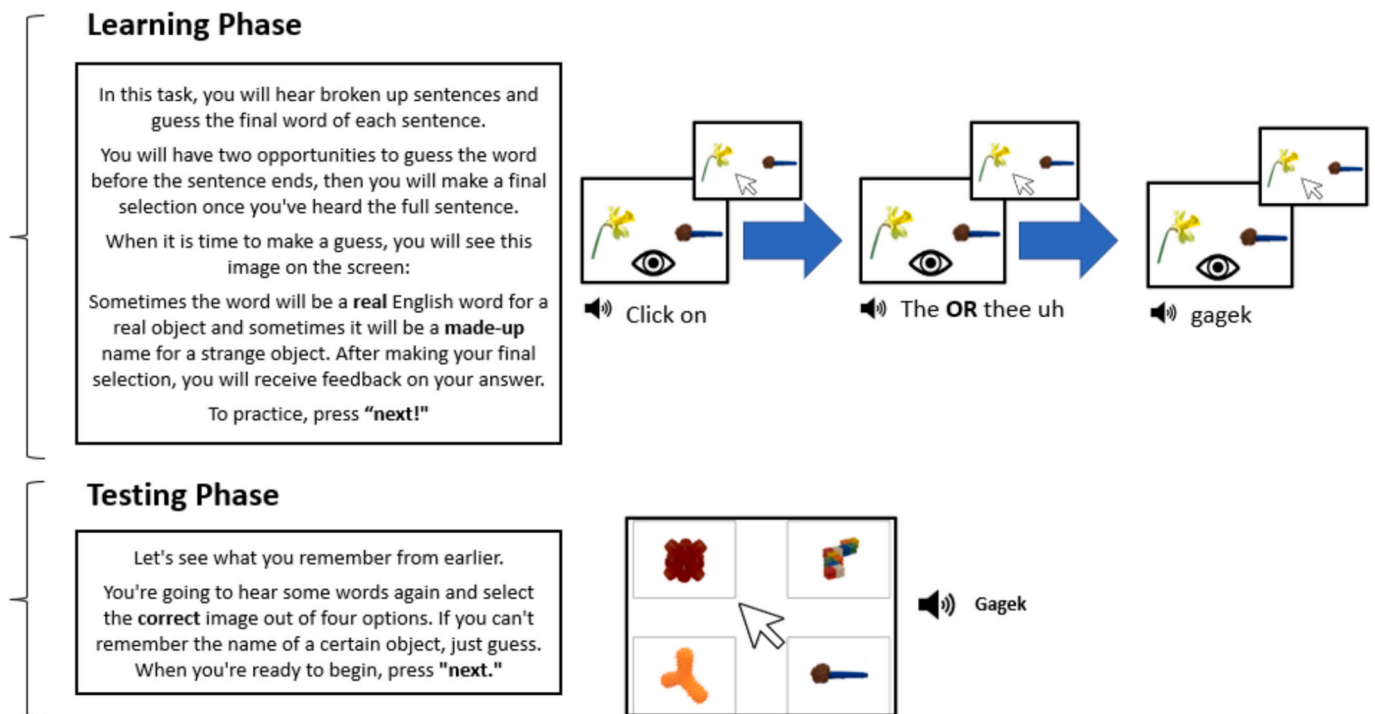 Learning Phase
In this task, you will hear broken up sentences and
guess the final word of each sentence.
You will have two opportunities to guess the word
before the sentence ends, then you will make a final
selection once you've heard the full sentence.
When it is time to make a guess, you will see this
image on the screen:
Sometimes the word will be a real English word for a
real object and sometimes it will be a made-up
name for a strange object. After making your final
selection, you will receive feedback on your answer.
To practice, press “next!"
Click on
The OR thee uh
gagek
Testing Phase
Let's see what you remember from earlier.
You're going to hear some words again and select
the correct image out of four options. If you can't
remember the name of a certain object, just guess.
When you're ready to begin, press "next."
Gagek